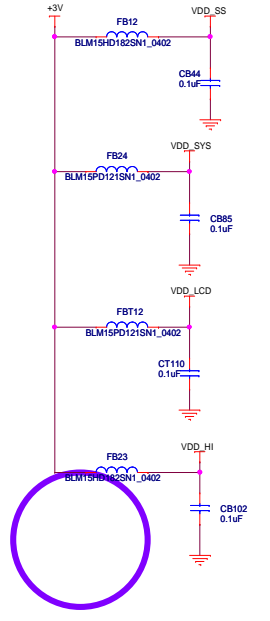 +3V
FB12
VDD_SS
BLM15HD182SN1_0402
CB44
0.1uF
FB24
VDD_SYS
BLM15PD121SN1_0402
CB85
0.1uF
VDD_LCD
FBT12
BLM15PD121SN1_0402
CT110
0.1uF
FB23
VDD_HI
BLM15HD182SN1_0402
CB102
0.1uF